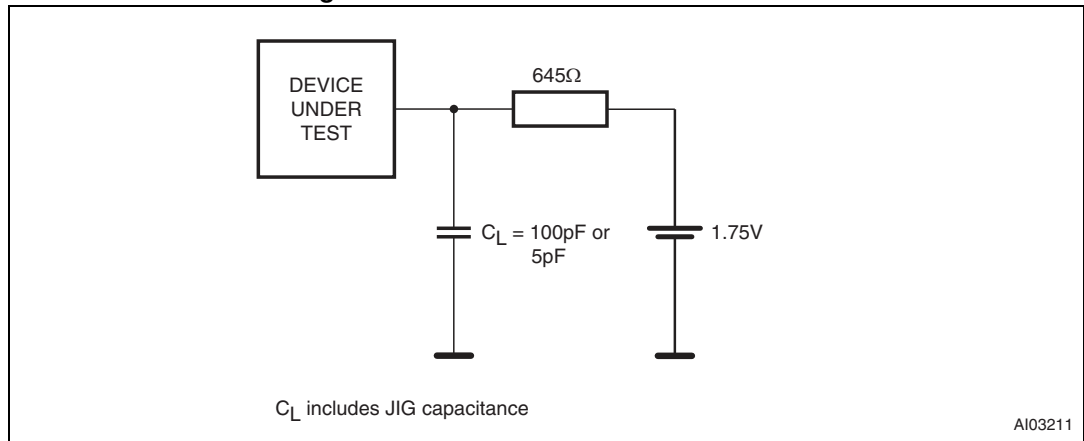 DEVICE
UNDER
TEST
645Ω
CL = 100pF or
5pF
1.75V
CL includes JIG capacitance
AI03211